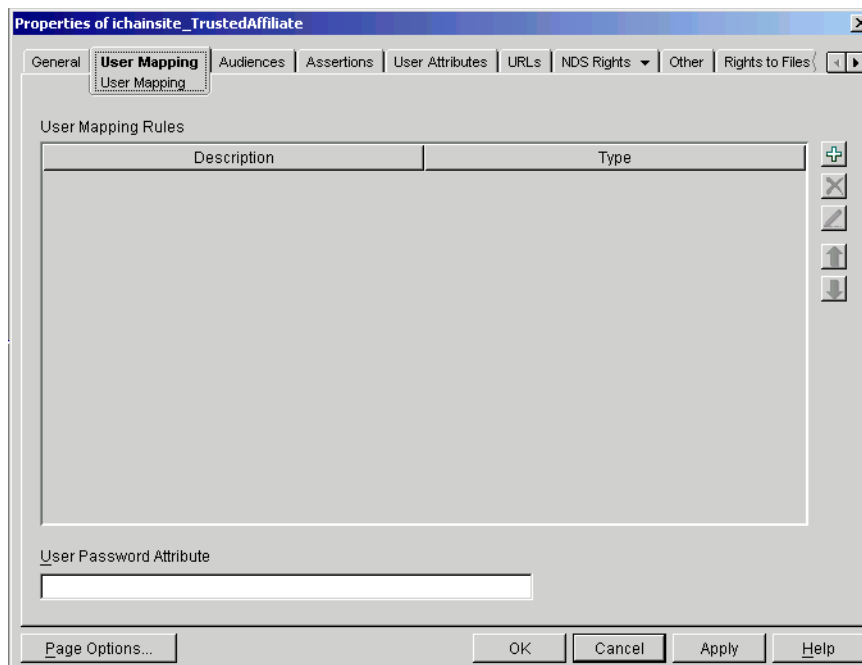 Properties of ichainsite_TrustedAffiliate
General User Mapping Audiences Assertions User Attributes URLs NDS Rights Other Rights to Files
User Mapping
User Mapping Rules
Description Type
User Password Attribute
Page Options... OK Cancel Apply Help